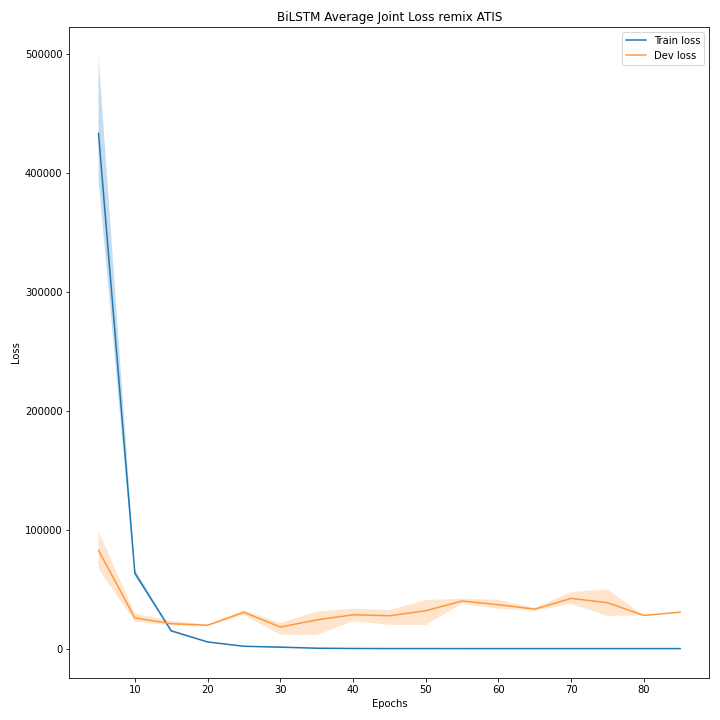 BiLSTM Average Joint Loss remix ATIS
Train loss
Dev loss
500000
400000
300000
200000
100000
0
Loss
10 20 30 40 50 60 70 80
Epochs